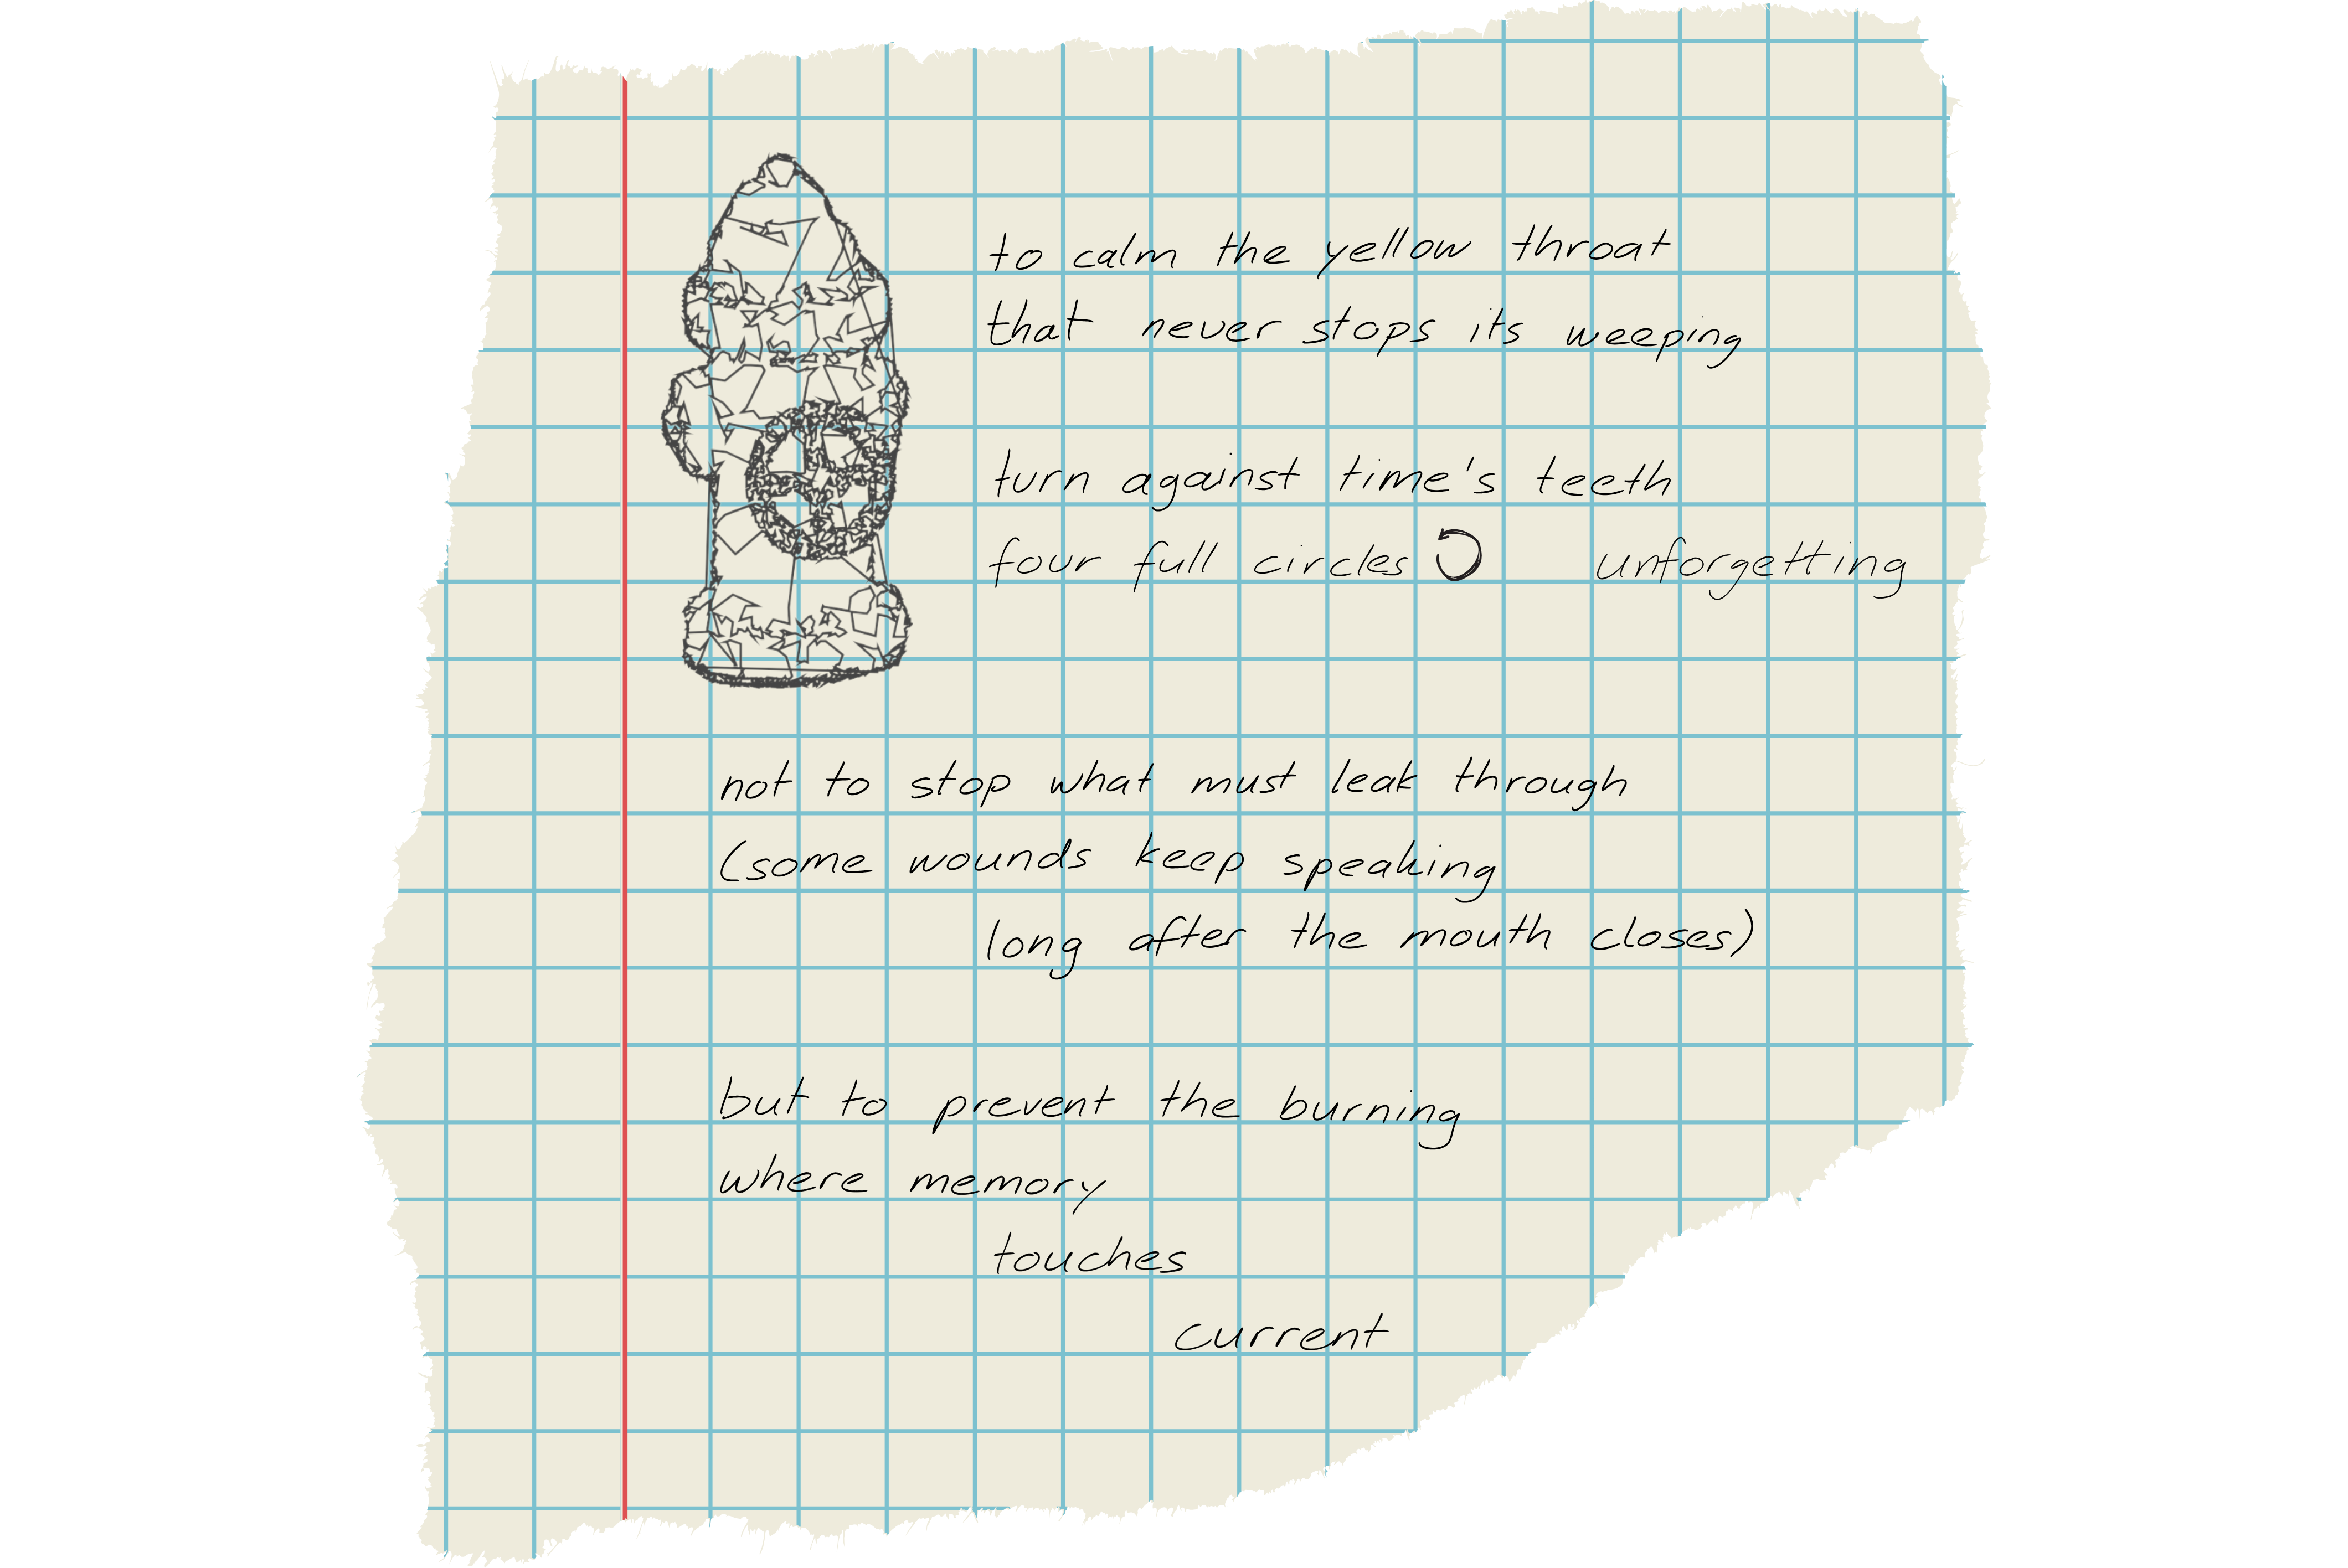 to calm the yellow throat
that never stops its weeping
turn against time's teeth
four full circles unforgetting
not to stop what must leak through
(some wounds keep speaking
long after the mouth closes)
but to prevent the burning
where memory
touches
current